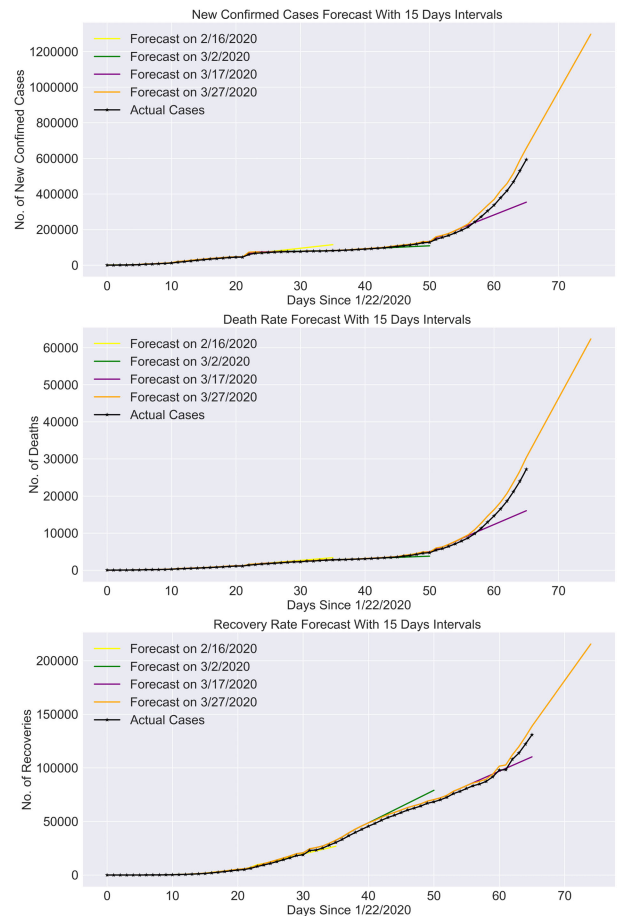 New Confirmed Cases Forecast With 15 Days Intervals
Forecast on 2/16/2020
Forecast on 3/2/2020
Forecast on 3/17/2020
Forecast on 3/27/2020
Actual Cases
No. of New Confimed Cases
1200000
1000000
800000
600000
400000
200000
0
0 10 20 30 40 50 60 70
Days Since 1/22/2020
Death Rate Forecast With 15 Days Intervals
Forecast on 2/16/2020
Forecast on 3/2/2020
Forecast on 3/17/2020
Forecast on 3/27/2020
Actual Cases
No. of Deaths
60000
50000
40000
30000
20000
10000
0
0 10 20 30 40 50 60 70
Days Since 1/22/2020
Recovery Rate Forecast With 15 Days Intervals
Forecast on 2/16/2020
Forecast on 3/2/2020
Forecast on 3/17/2020
Forecast on 3/27/2020
Actual Cases
No. of Recoveries
200000
150000
100000
50000
0
0 10 20 30 40 50 60 70
Days Since 1/22/2020